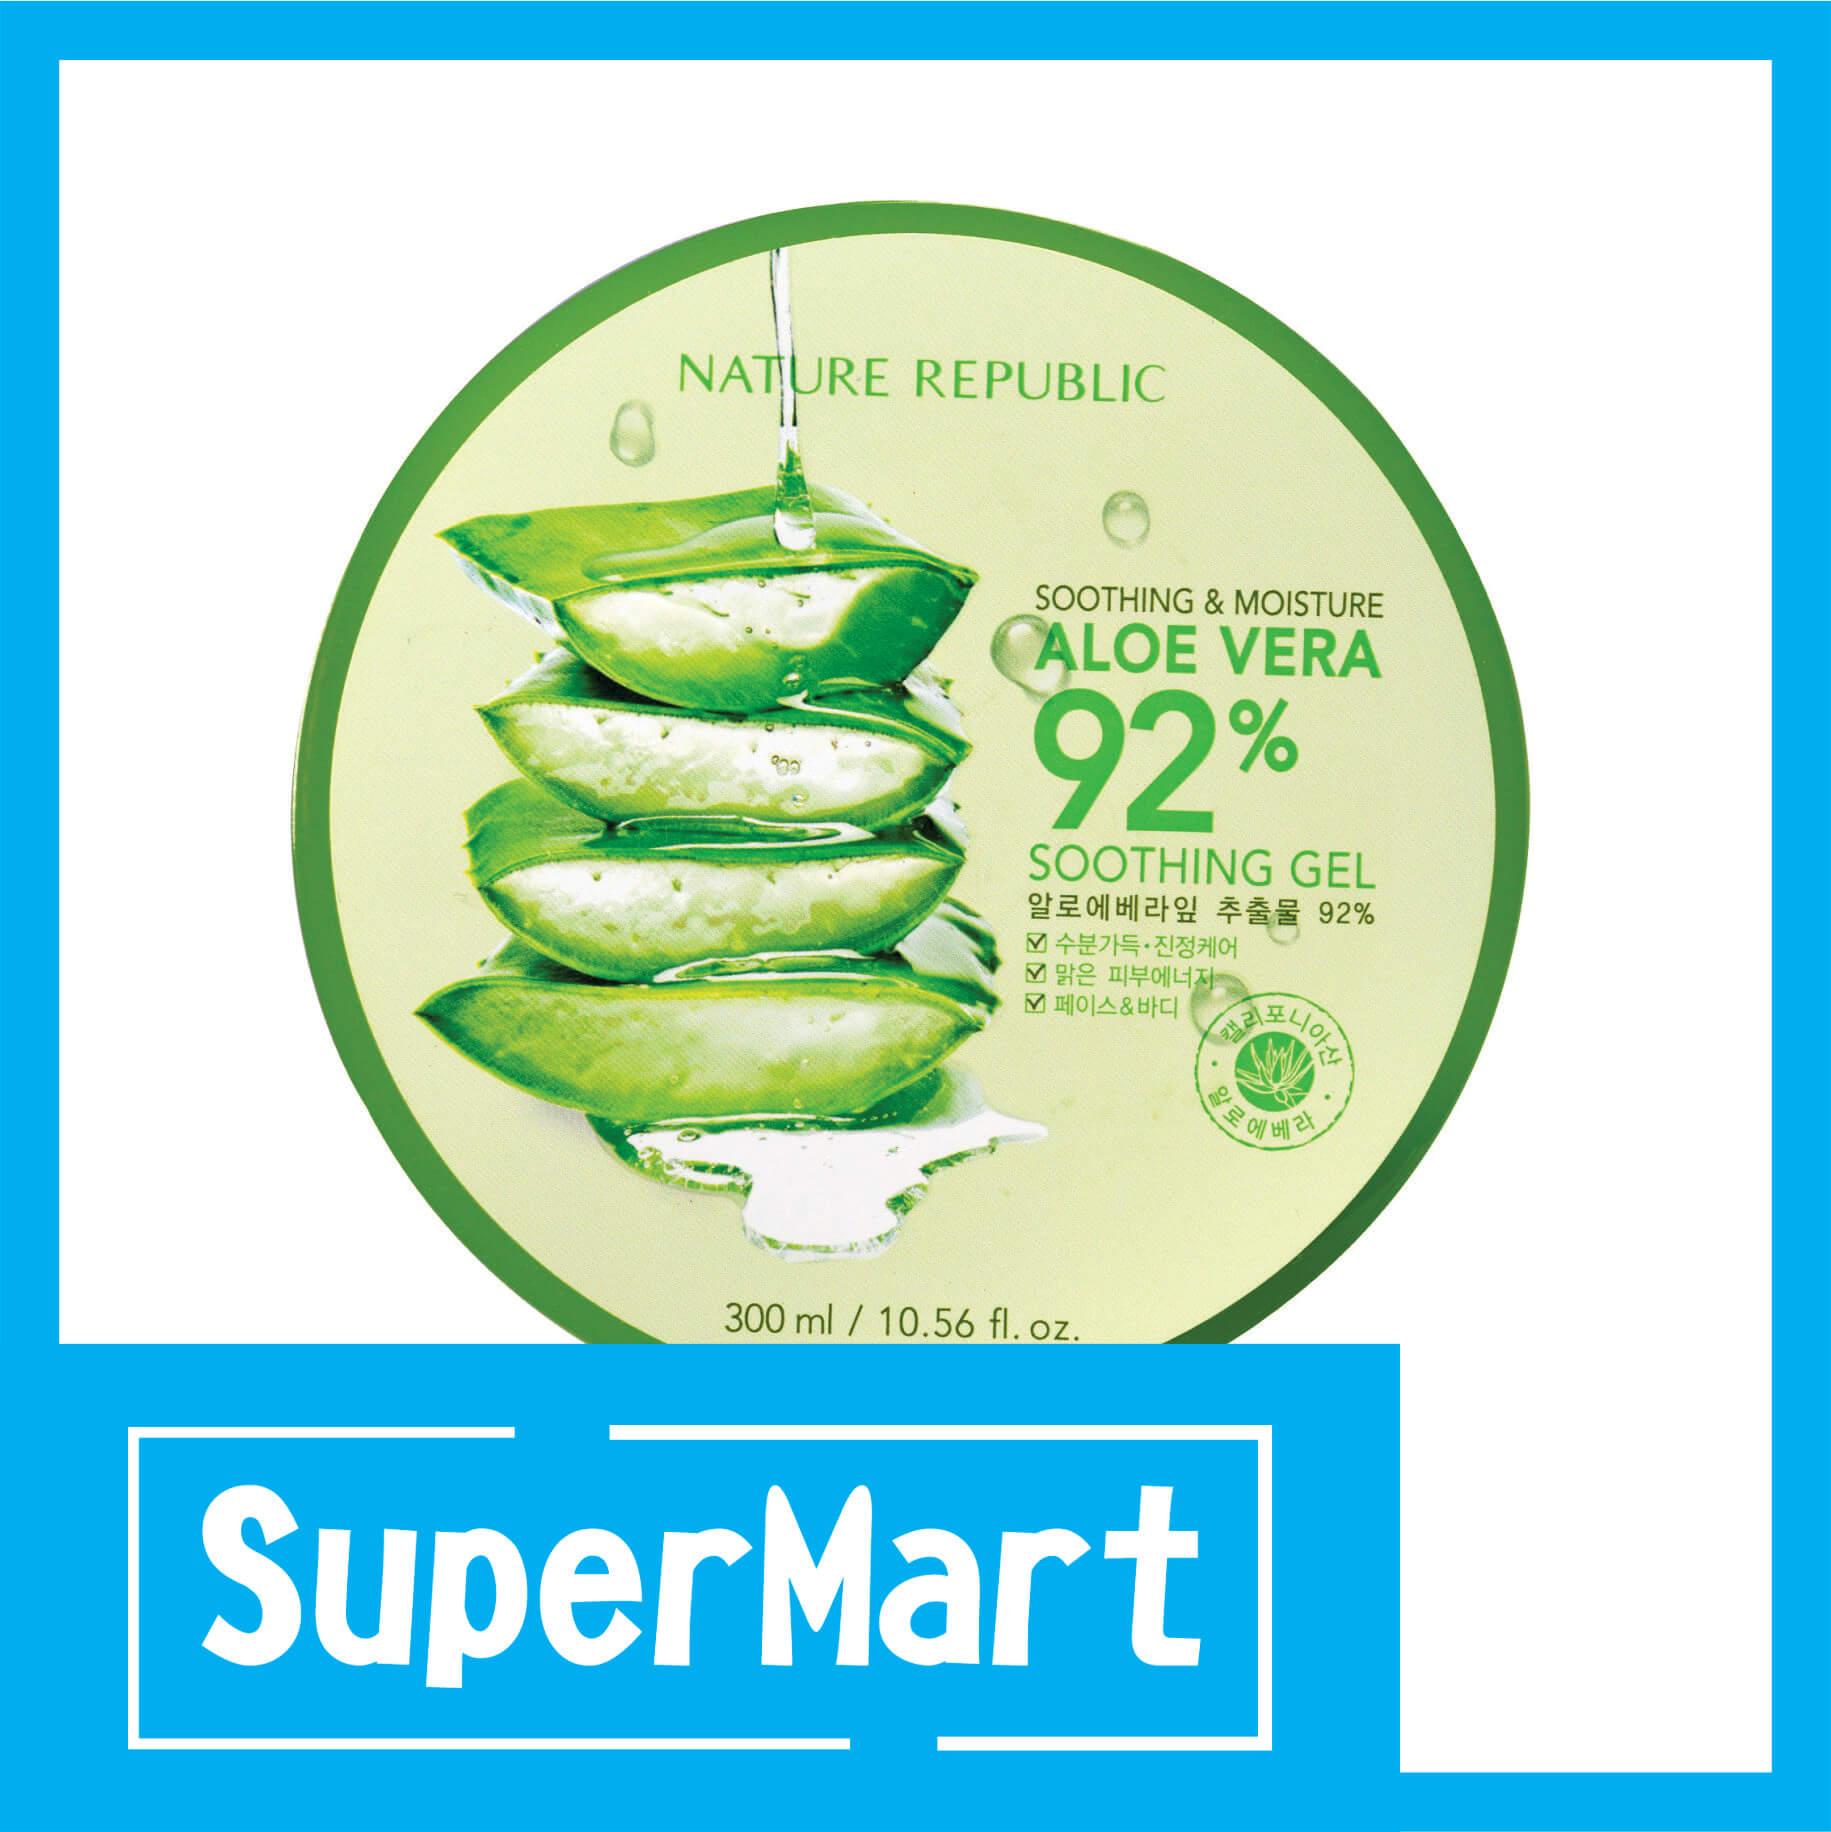 NATURE REPUBLIC
SOOTHING & MOISTURE
ALOE VERA
92%
SOOTHING GEL
알로에베라잎 추출물 92%
수분가득·진정케어
맑은 피부에너지
페이스&바디
캘리포니아산
알로에베라
300 ml / 10.56 fl. oz.
SuperMart